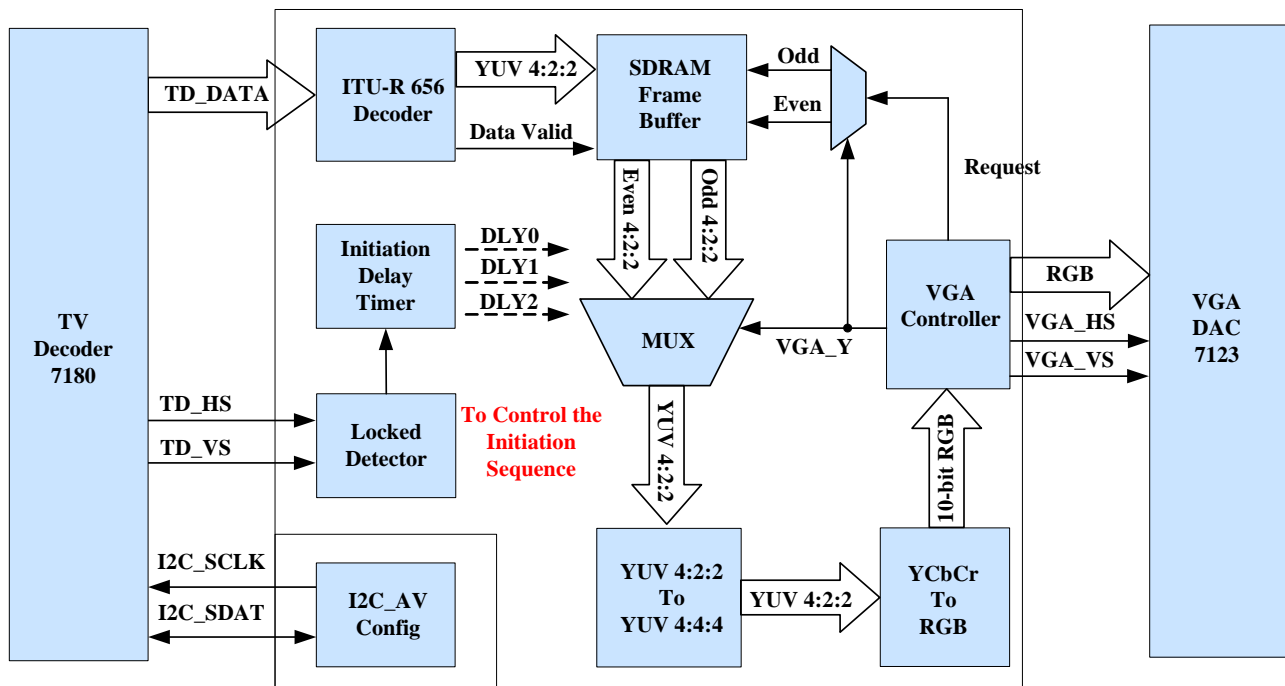 TV
Decoder
7180
TD_DATA
ITU-R 656
Decoder
YUV 4:2:2
Data Valid
SDRAM
Frame
Buffer
Odd
Even
Request
Even 4:2:2
Odd 4:2:2
Initiation
Delay
Timer
DLY0
DLY1
DLY2
MUX
VGA_Y
VGA
Controller
RGB
VGA_HS
VGA_VS
VGA
DAC
7123
TD_HS
TD_VS
Locked
Detector
To Control the
Initiation
Sequence
YUV 4:2:2
10-bit RGB
I2C_SCLK
I2C_SDAT
I2C_AV
Config
YUV 4:2:2
To
YUV 4:4:4
YUV 4:2:2
YCbCr
To
RGB